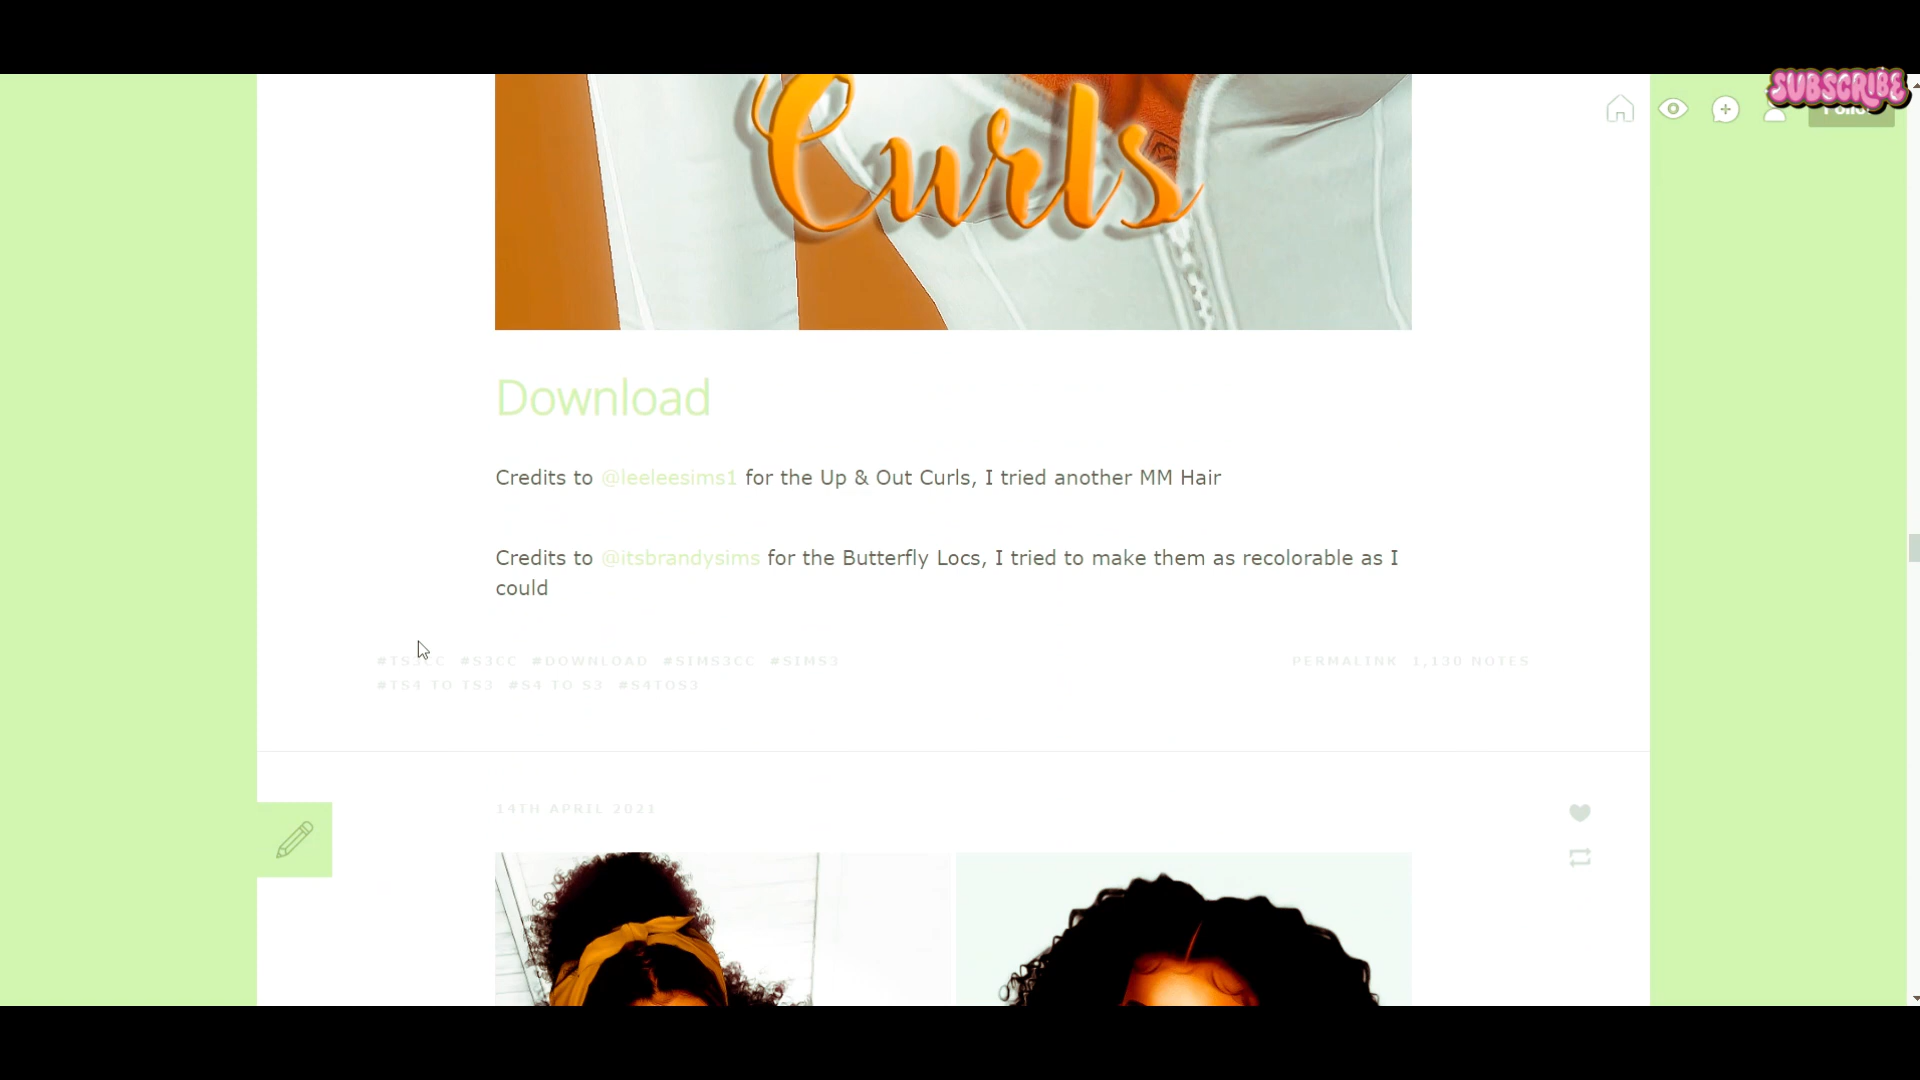 SUBSCRIBE
Curls
Download
Credits to @leeleesims1 for the Up & Out Curls, I tried another MM Hair
Credits to @itsbrandysims for the Butterfly Locs, I tried to make them as recolorable as I
could
#TS3CC #S3CC #DOWNLOAD #SIMS3CC #SIMS3
#TS4 TO TS3 #S4 TO S3 #S4TOS3
PERMALINK 1,130 NOTES
14TH APRIL 2021